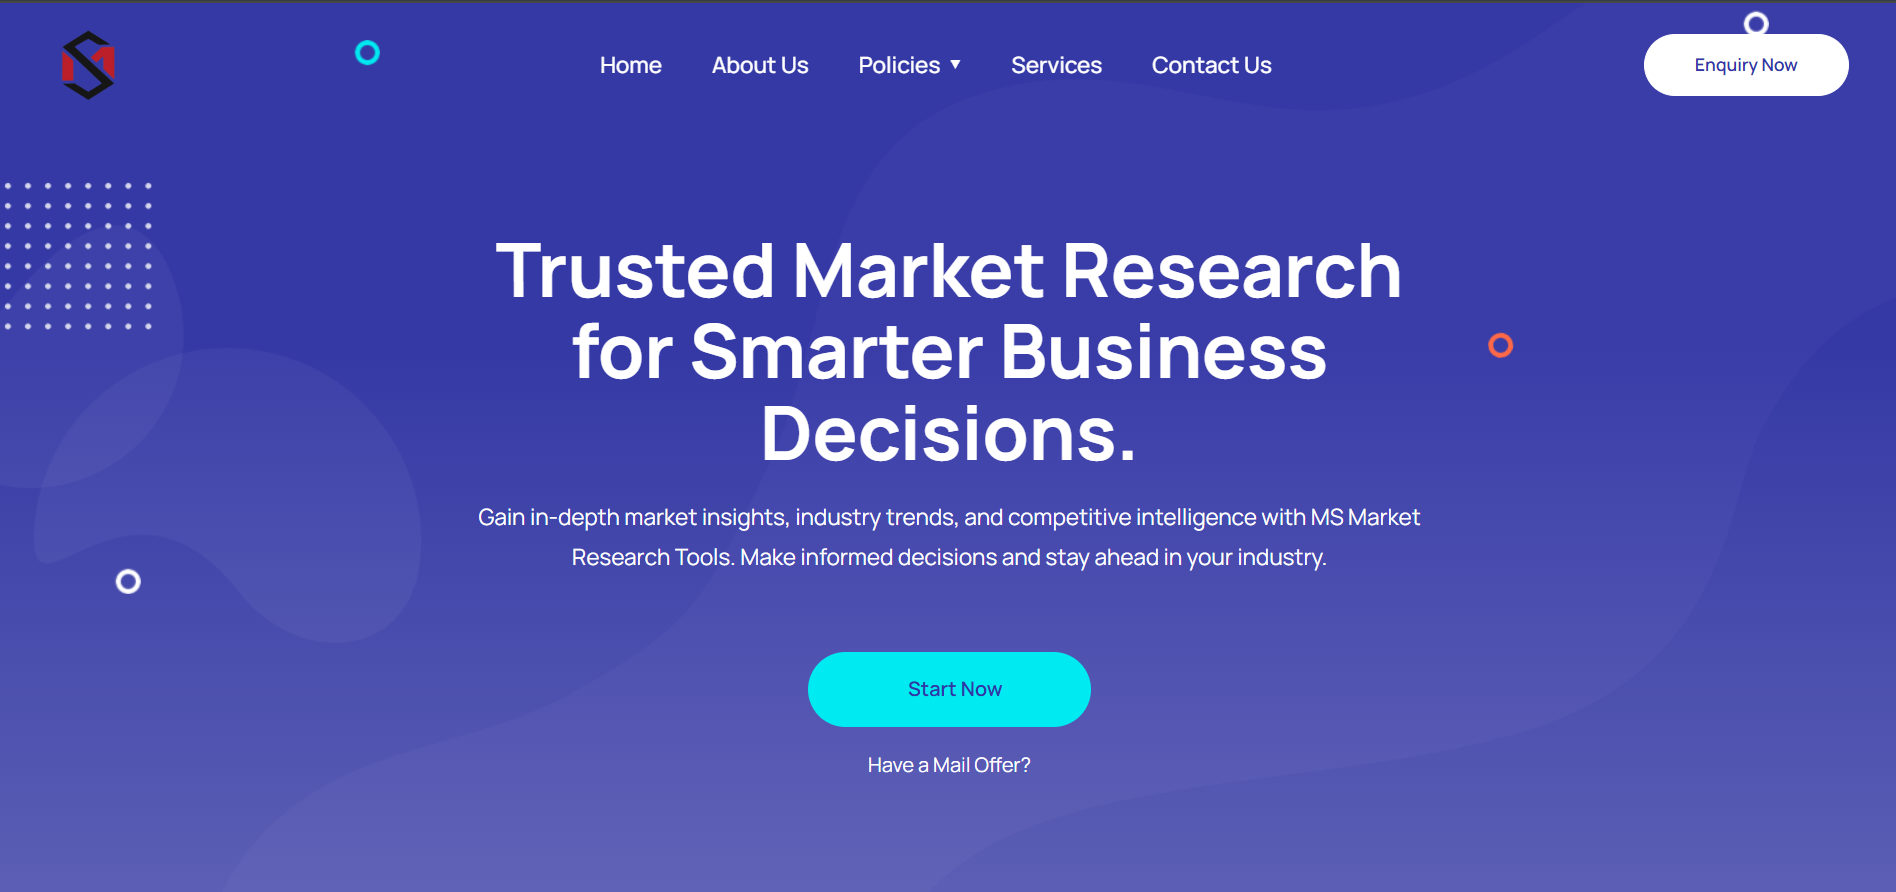 Home About Us Policies Services Contact Us Enquiry Now
Trusted Market Research
for Smarter Business
Decisions.
Gain in-depth market insights, industry trends, and competitive intelligence with MS Market
Research Tools. Make informed decisions and stay ahead in your industry.
Start Now
Have a Mail Offer?